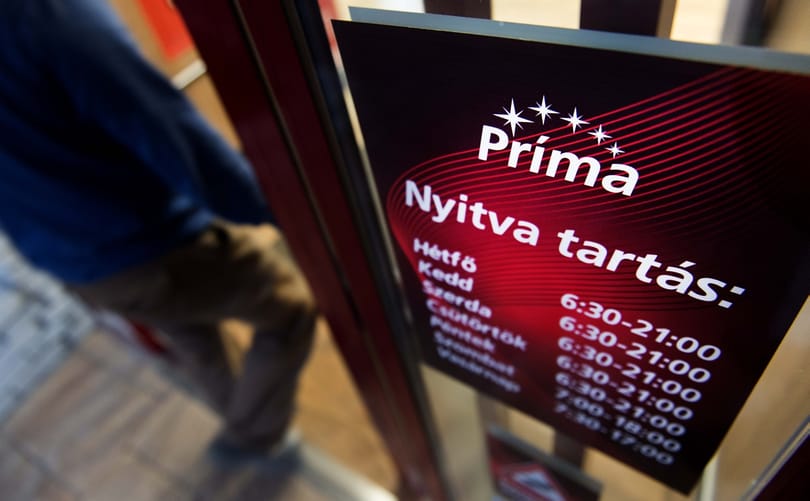 Príma
Nyitva tartás:
Hétfő 6:30-21:00
Kedd 6:30-21:00
Szerda 6:30-21:00
Csütörtök 6:30-21:00
Péntek 6:30-21:00
Szombat 7:00-18:00
Vasárnap 7:30-17:00